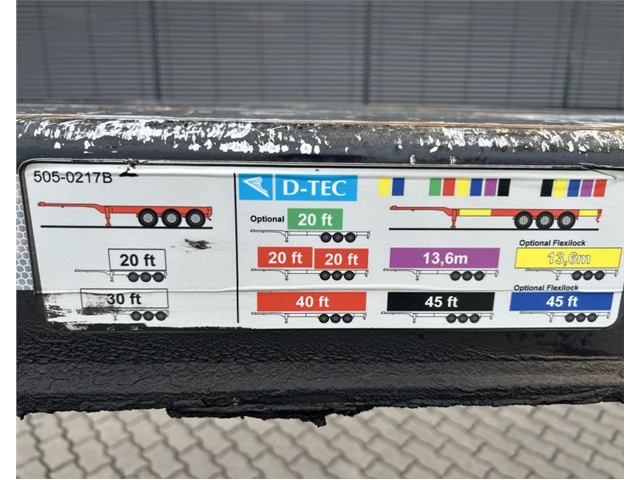 505-0217B
D-TEC
Optional 20 ft
20 ft
20 ft 20 ft
13,6m
Optional Flexilock
13,6m
30 ft
40 ft
45 ft
Optional Flexilock
45 ft